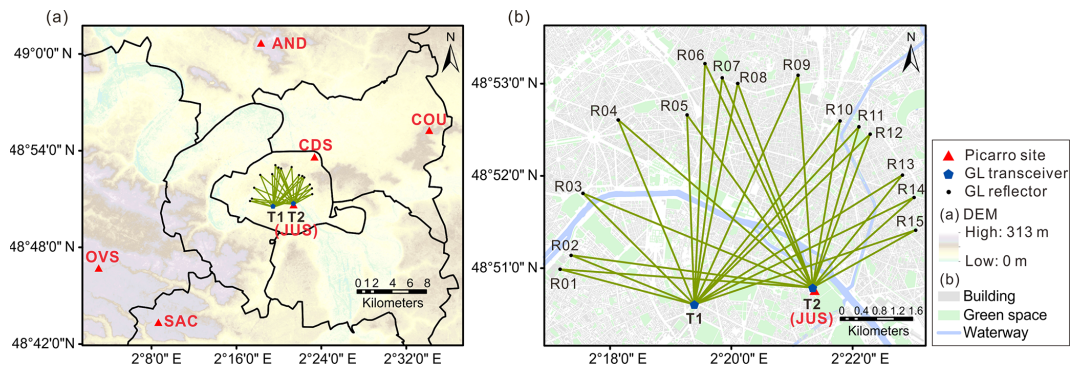 (a)
49°0'0" N
48°54'0" N
48°48'0" N
48°42'0" N
AND
COU
CDS
T1 T2
(JUS)
OVS
SAC
N
0 1 2 4 6 8
Kilometers
2°8'0" E
2°16'0" E
2°24'0" E
2°32'0" E
(b)
48°53'0" N
48°52'0" N
48°51'0" N
R06
R07
R08
R09
R04
R05
R10
R11
R12
R13
R03
R14
R15
R02
R01
T1
T2
(JUS)
N
0 0.4 0.8 1.2 1.6
Kilometers
2°18'0" E
2°20'0" E
2°22'0" E
Picarro site
GL transceiver
GL reflector
(a) DEM
High: 313 m
Low: 0 m
(b)
Building
Green space
Waterway